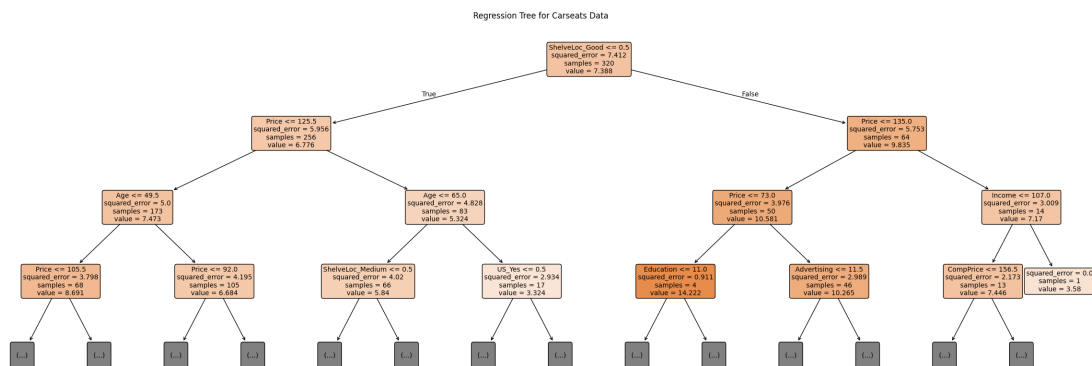 Regression Tree for Carseats Data
ShelveLoc_Good <= 0.5
squared_error = 7.412
samples = 320
value = 7.388
True
False
Price <= 125.5
squared_error = 5.956
samples = 256
value = 6.776
Price <= 135.0
squared_error = 5.753
samples = 64
value = 9.835
Age <= 49.5
squared_error = 5.0
samples = 173
value = 7.473
Age <= 65.0
squared_error = 4.828
samples = 83
value = 5.324
Price <= 73.0
squared_error = 3.976
samples = 50
value = 10.581
Income <= 107.0
squared_error = 3.009
samples = 14
value = 7.17
Price <= 105.5
squared_error = 3.798
samples = 68
value = 8.691
Price <= 92.0
squared_error = 4.195
samples = 105
value = 6.684
ShelveLoc_Medium <= 0.5
squared_error = 4.02
samples = 66
value = 5.84
US_Yes <= 0.5
squared_error = 2.934
samples = 17
value = 3.324
Education <= 11.0
squared_error = 0.911
samples = 4
value = 14.222
Advertising <= 11.5
squared_error = 2.989
samples = 46
value = 10.265
CompPrice <= 156.5
squared_error = 2.173
samples = 13
value = 7.446
squared_error = 0.0
samples = 1
value = 3.58
(...)
(...)
(...)
(...)
(...)
(...)
(...)
(...)
(...)
(...)
(...)
(...)
(...)
(...)